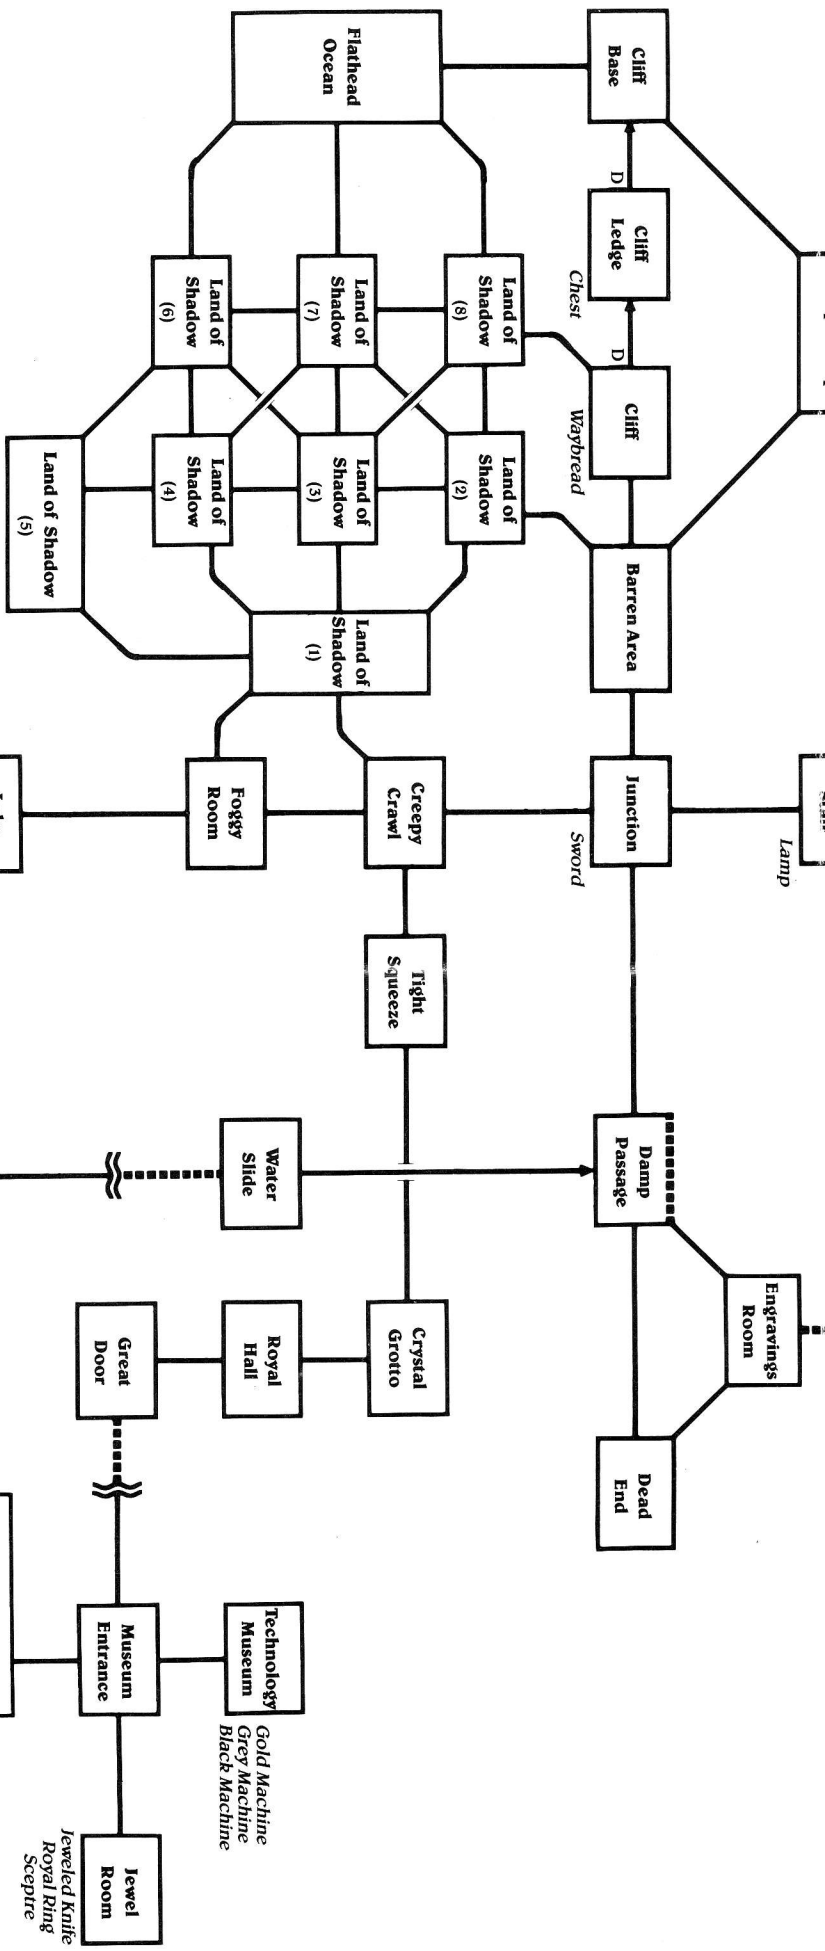 Cliff
Base
Flathead
Ocean
D
Cliff
Ledge
Chest
D
Cliff
Waybread
Land of
Shadow
(8)
Land of
Shadow
(7)
Land of
Shadow
(6)
Land of
Shadow
(2)
Land of
Shadow
(3)
Land of
Shadow
(4)
Land of Shadow
(5)
Barren Area
Land of
Shadow
(1)
Lamp
Junction
Sword
Creepy
Crawl
Foggy
Room
Tight
Squeeze
Damp
Passage
Water
Slide
Engravings
Room
Crystal
Grotto
Royal
Hall
Great
Door
Dead
End
Technology
Museum
Gold Machine
Grey Machine
Black Machine
Museum
Entrance
Jewel
Room
Jeweled Knife
Royal Ring
Sceptre